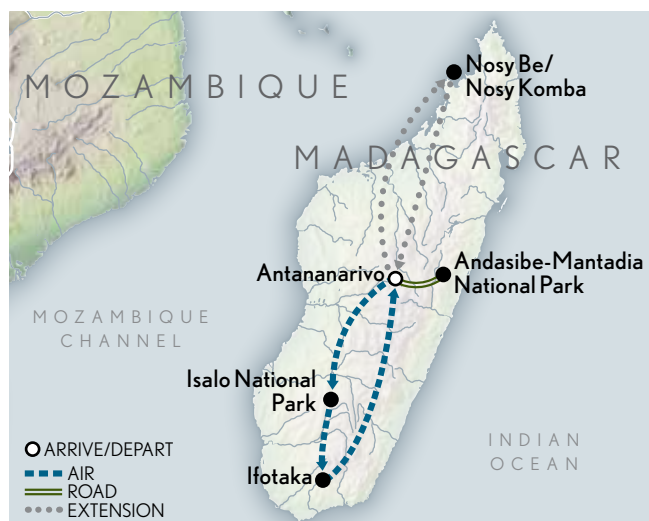 MOZAMBIQUE
Nosy Be/
Nosy Komba
MADAGASCAR
Antananarivo
Andasibe-Mantadia
National Park
MOZAMBIQUE
CHANNEL
Isalo National
Park
Ifotaka
INDIAN
OCEAN
ARRIVE/DEPART
AIR
ROAD
EXTENSION